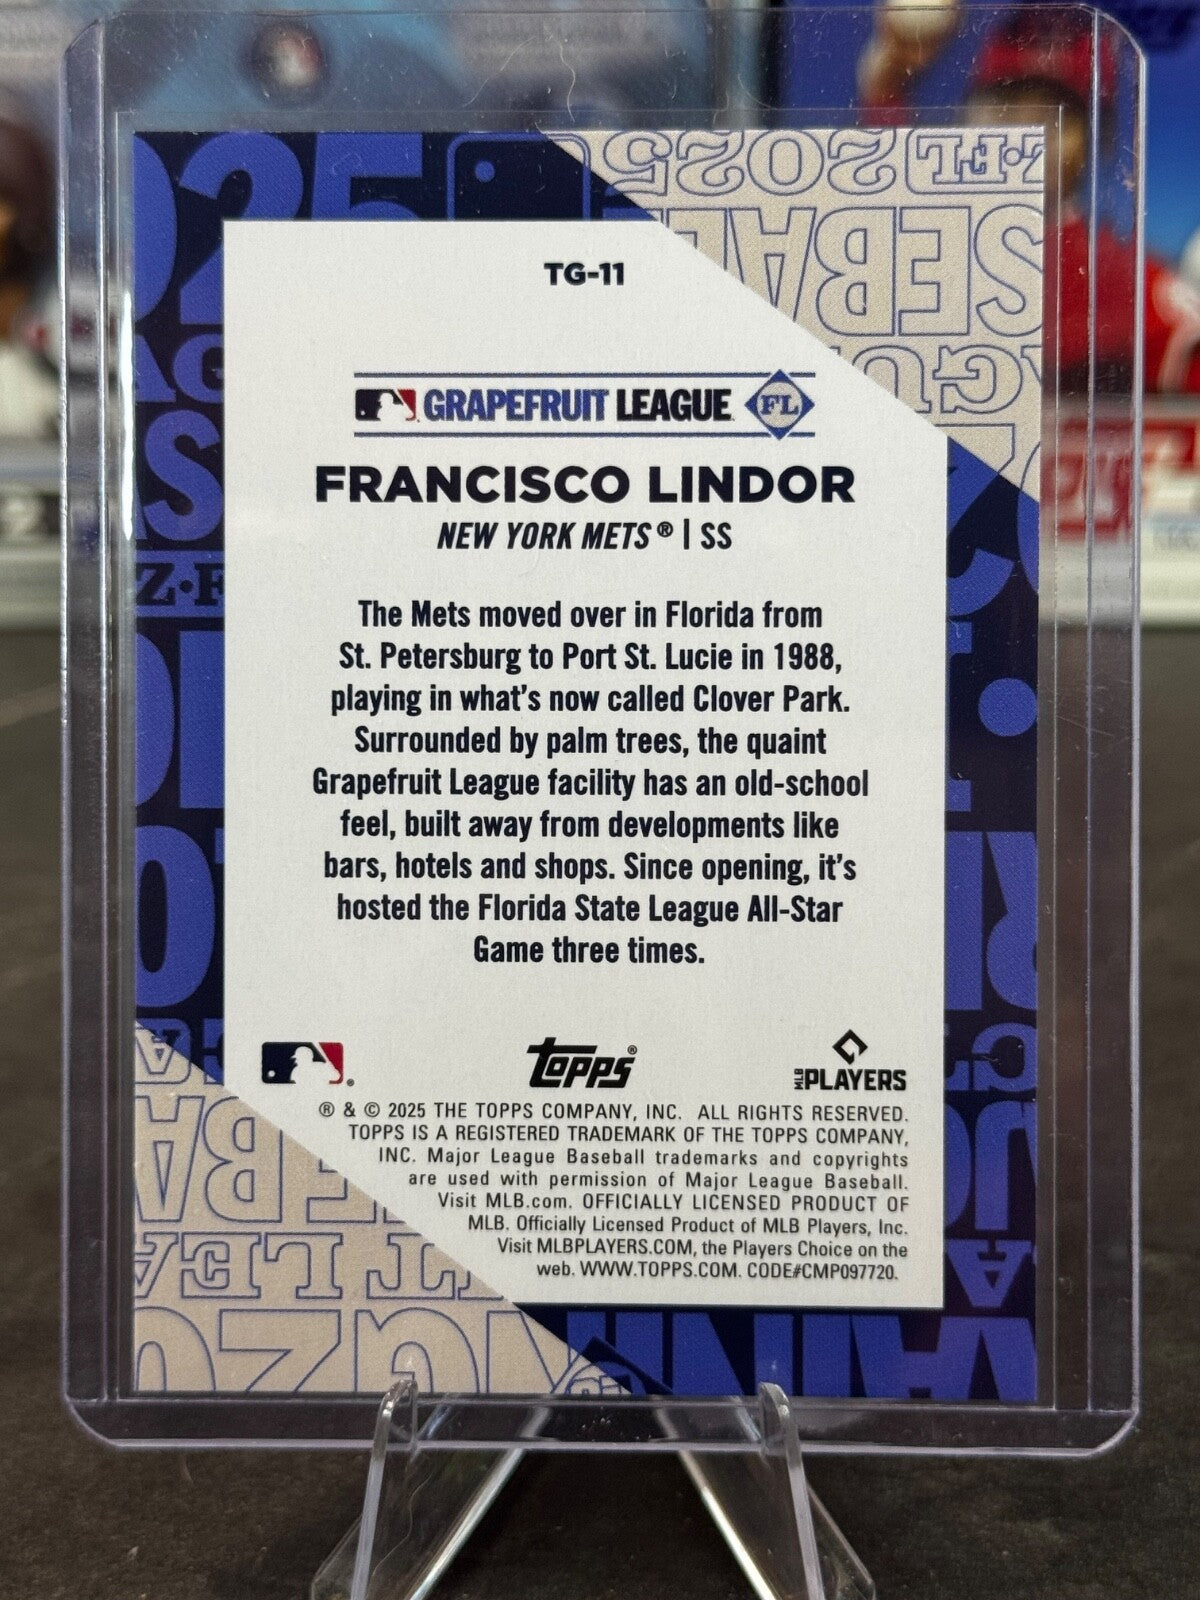 TG-11
GRAPEFRUIT LEAGUE FL
FRANCISCO LINDOR
NEW YORK METS® | SS
The Mets moved over in Florida from
St. Petersburg to Port St. Lucie in 1988,
playing in what's now called Clover Park.
Surrounded by palm trees, the quaint
Grapefruit League facility has an old-school
feel, built away from developments like
bars, hotels and shops. Since opening, it's
hosted the Florida State League All-Star
Game three times.
topps®
MLB PLAYERS
® & © 2025 THE TOPPS COMPANY, INC. ALL RIGHTS RESERVED.
TOPPS IS A REGISTERED TRADEMARK OF THE TOPPS COMPANY,
INC. Major League Baseball trademarks and copyrights
are used with permission of Major League Baseball.
Visit MLB.com. OFFICIALLY LICENSED PRODUCT OF
MLB. Officially Licensed Product of MLB Players, Inc.
Visit MLBPLAYERS.COM, the Players Choice on the
web. WWW.TOPPS.COM. CODE#CMP097720.